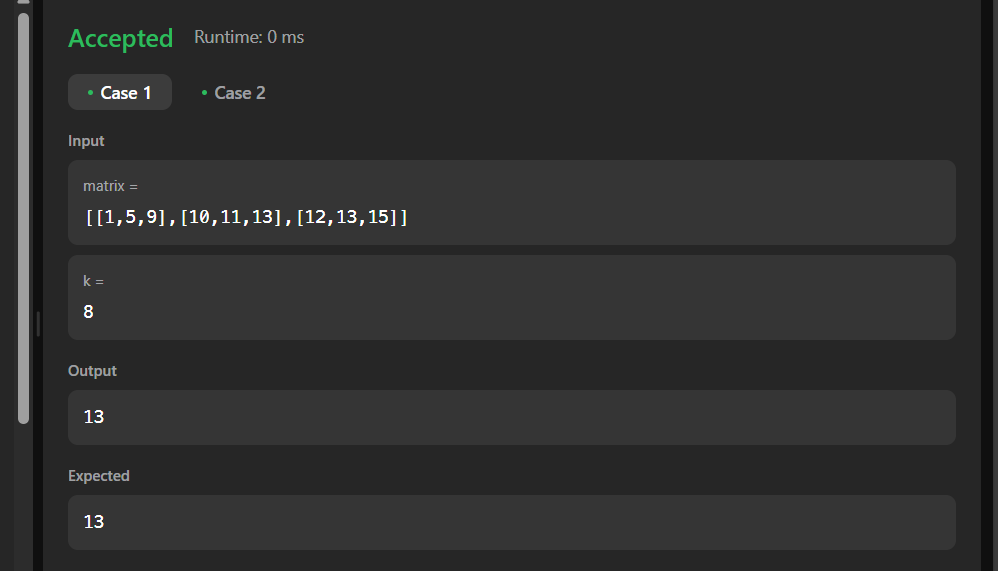 Accepted Runtime: 0 ms
Case 1 Case 2
Input
matrix =
[[1,5,9],[10,11,13],[12,13,15]]
k =
8
Output
13
Expected
13